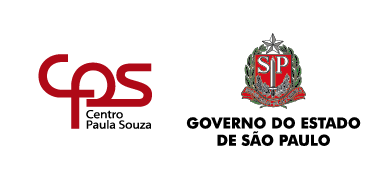 cps
Centro
Paula Souza
SP
GOVERNO DO ESTADO
DE SÃO PAULO